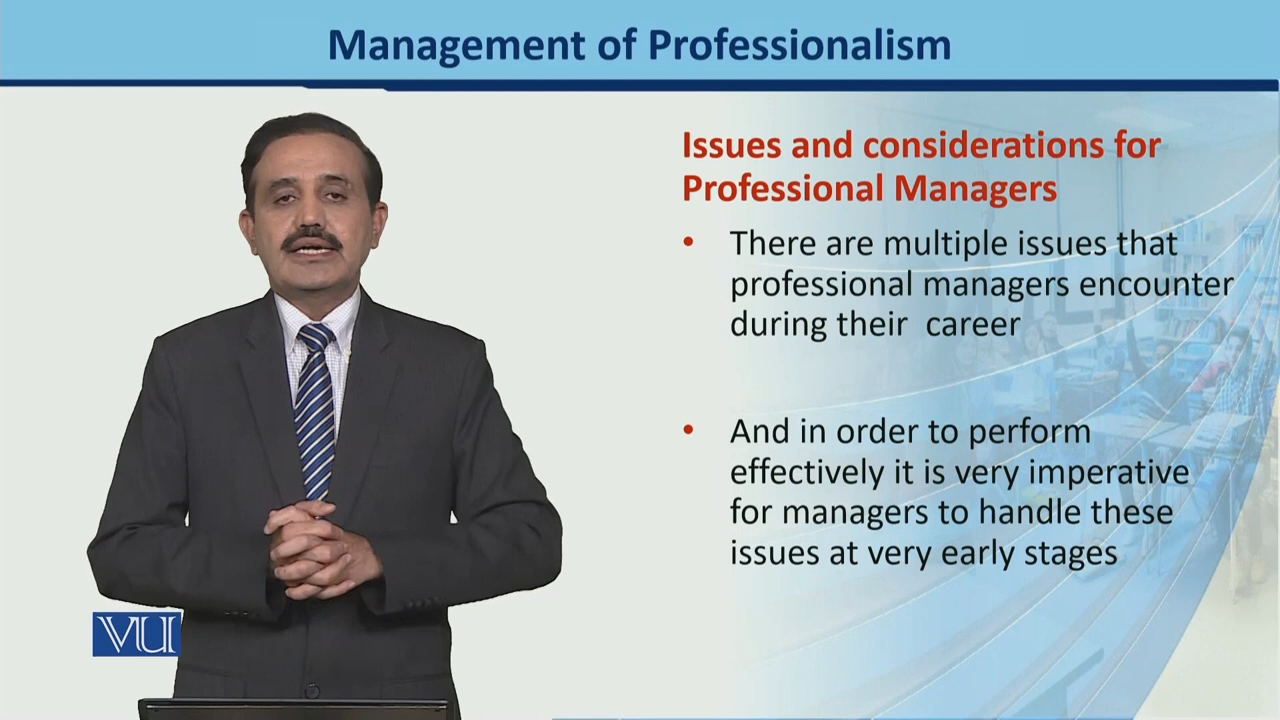 Management of Professionalism
Issues and considerations for
Professional Managers
• There are multiple issues that
professional managers encounter
during their career
• And in order to perform
effectively it is very imperative
for managers to handle these
issues at very early stages
VU